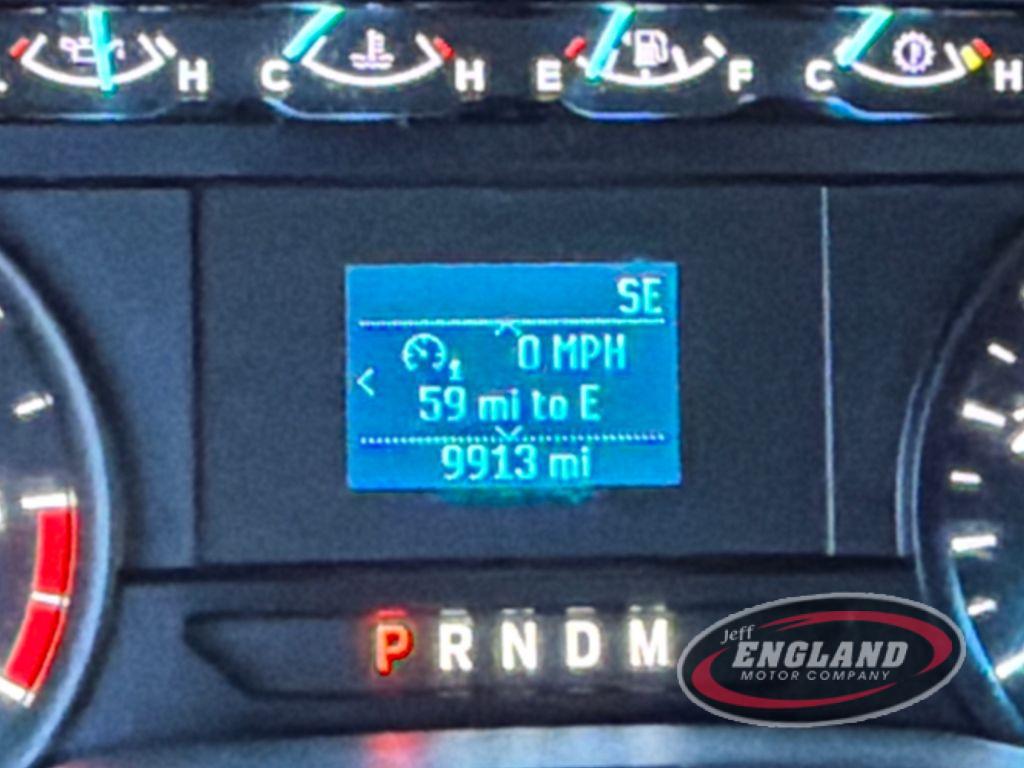 H C H E F C H
SE
0 MPH
59 mi to E
9913 mi
P R N D M
Jeff
ENGLAND
MOTOR COMPANY